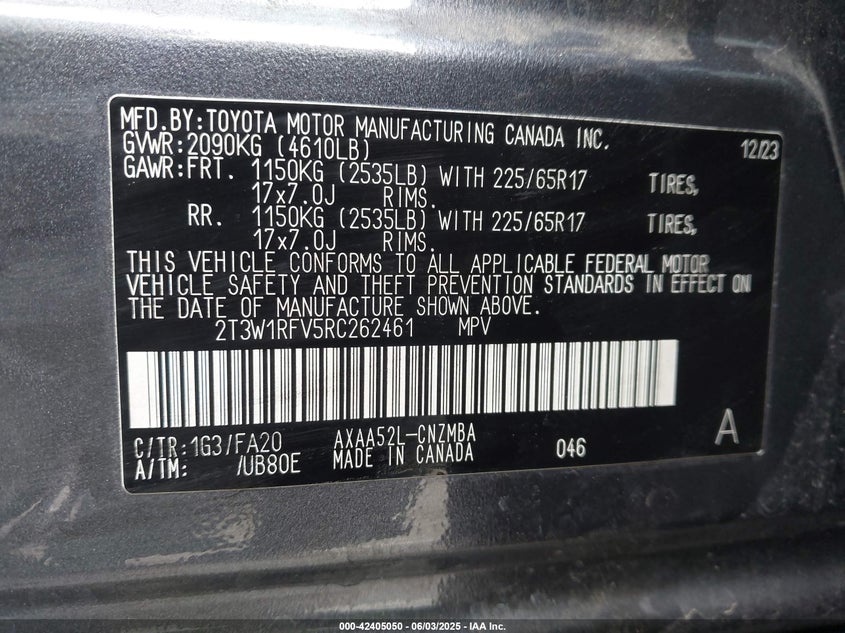 MFD.BY:TOYOTA MOTOR MANUFACTURING CANADA INC.
GVWR:2090KG (4610LB) 12/23
GAWR:FRT. 1150KG (2535LB) WITH 225/65R17 TIRES,
17x7.0J RIMS.
RR. 1150KG (2535LB) WITH 225/65R17 TIRES,
17x7.0J RIMS.
THIS VEHICLE CONFORMS TO ALL APPLICABLE FEDERAL MOTOR
VEHICLE SAFETY AND THEFT PREVENTION STANDARDS IN EFFECT ON
THE DATE OF MANUFACTURE SHOWN ABOVE.
2T3W1RFV5RC262461 MPV
C/TR:1G3/FA20 AXAA52L-CNZMBA 046 A
A/TM: /UB80E MADE IN CANADA
000-42405050 - 06/03/2025 - IAA Inc.